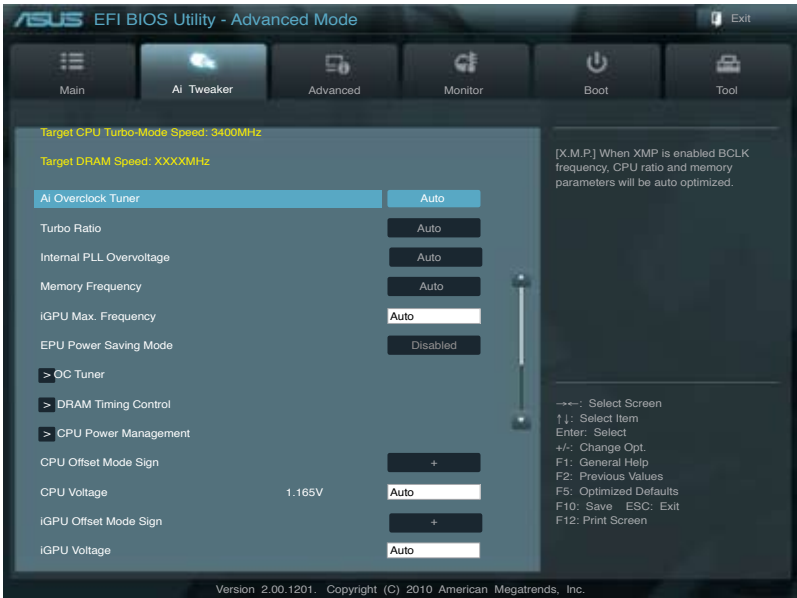 ASUS EFI BIOS Utility - Advanced Mode
Exit
Main
Ai Tweaker
Advanced
Monitor
Boot
Tool
Target CPU Turbo-Mode Speed: 3400MHz
Target DRAM Speed: XXXXMHz
Ai Overclock Tuner Auto
Turbo Ratio Auto
Internal PLL Overvoltage Auto
Memory Frequency Auto
iGPU Max. Frequency Auto
EPU Power Saving Mode Disabled
> OC Tuner
> DRAM Timing Control
> CPU Power Management
CPU Offset Mode Sign +
CPU Voltage 1.165V Auto
iGPU Offset Mode Sign +
iGPU Voltage Auto
[X.M.P.] When XMP is enabled BCLK
frequency, CPU ratio and memory
parameters will be auto optimized.
→←: Select Screen
↑↓: Select Item
Enter: Select
+/-: Change Opt.
F1: General Help
F2: Previous Values
F5: Optimized Defaults
F10: Save ESC: Exit
F12: Print Screen
Version 2.00.1201. Copyright (C) 2010 American Megatrends, Inc.